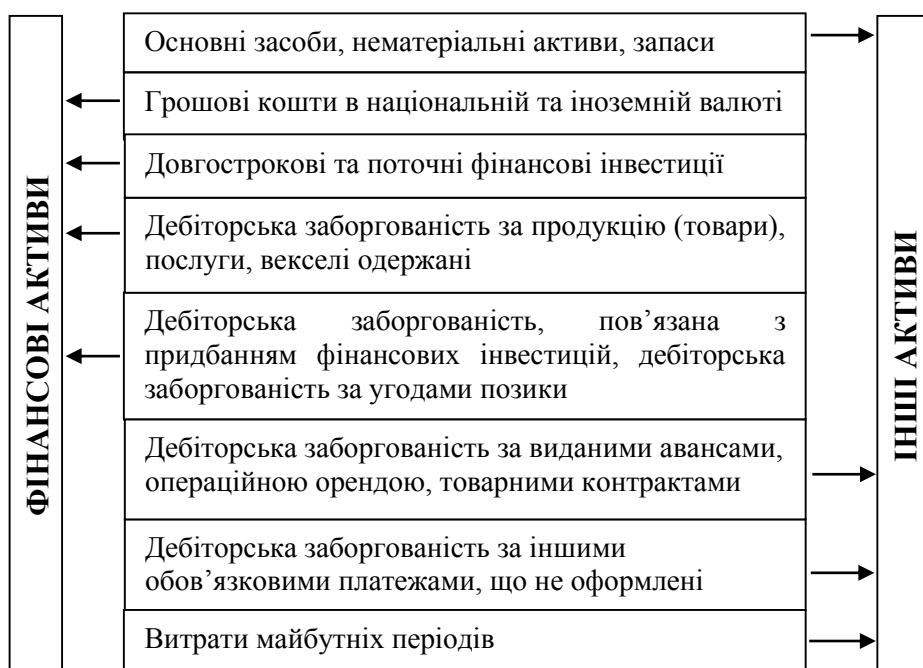 ФІНАНСОВІ АКТИВИ
Основні засоби, нематеріальні активи, запаси
Грошові кошти в національній та іноземній валюті
Довгострокові та поточні фінансові інвестиції
Дебіторська заборгованість за продукцію (товари),
послуги, векселі одержані
Дебіторська заборгованість, пов’язана з
придбанням фінансових інвестицій, дебіторська
заборгованість за угодами позики
Дебіторська заборгованість за виданими авансами,
операційною орендою, товарними контрактами
Дебіторська заборгованість за іншими
обов’язковими платежами, що не оформлені
Витрати майбутніх періодів
ІНШІ АКТИВИ